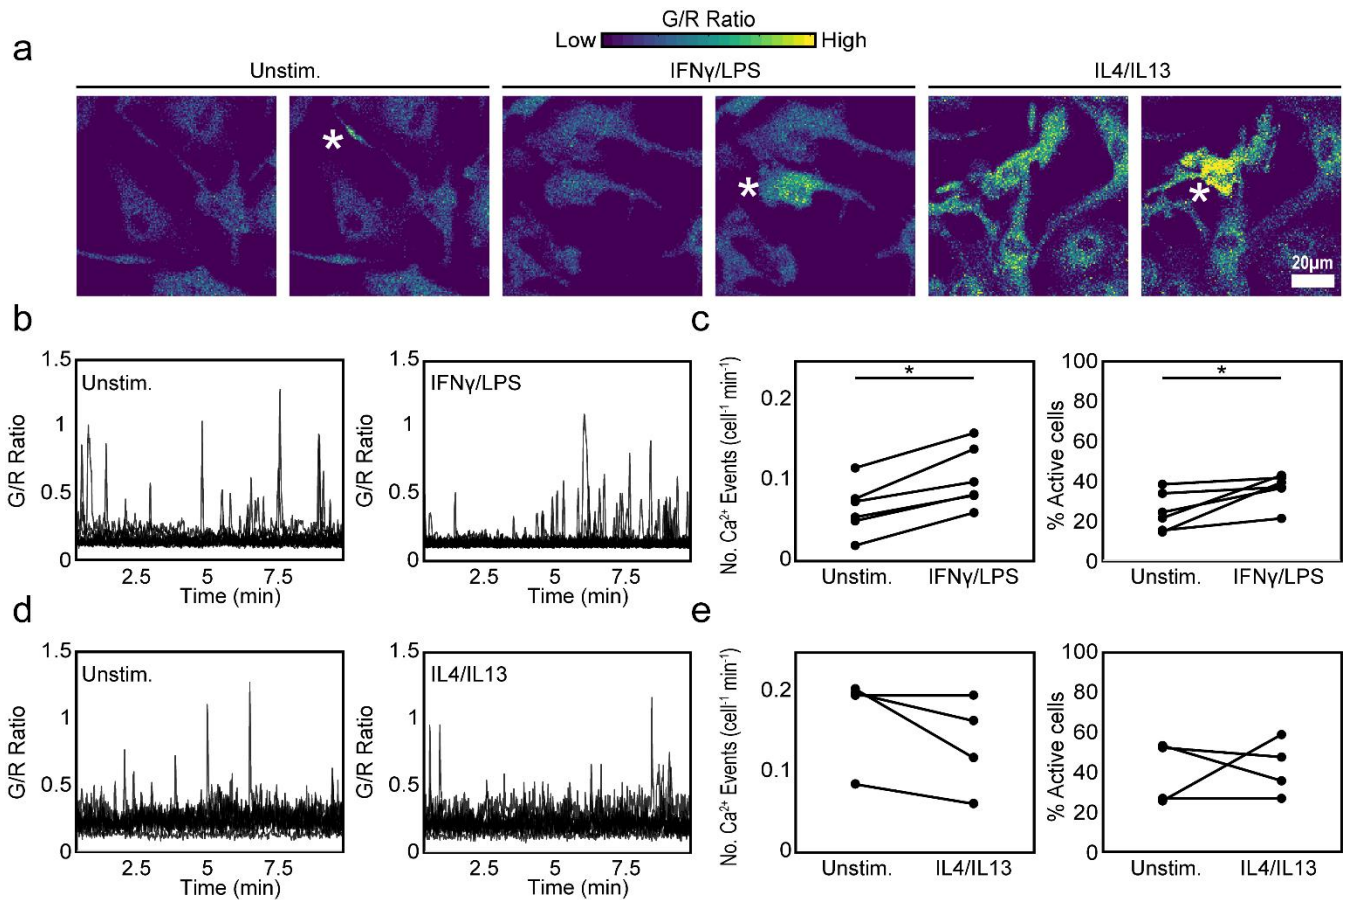 G/R Ratio
Low High
a
Unstim. IFNγ/LPS IL4/IL13
* * *
20µm
b
1.5
1
0.5
0
G/R Ratio
Unstim.
2.5 5 7.5
Time (min)
1.5
1
0.5
0
G/R Ratio
IFNγ/LPS
2.5 5 7.5
Time (min)
c
0.2
0.1
0
No. Ca²⁺ Events (cell⁻¹ min⁻¹)
*
Unstim. IFNγ/LPS
100
80
60
40
20
0
% Active cells
*
Unstim. IFNγ/LPS
d
1.5
1
0.5
0
G/R Ratio
Unstim.
2.5 5 7.5
Time (min)
1.5
1
0.5
0
G/R Ratio
IL4/IL13
2.5 5 7.5
Time (min)
e
0.2
0.1
0
No. Ca²⁺ Events (cell⁻¹ min⁻¹)
Unstim. IL4/IL13
100
80
60
40
20
0
% Active cells
Unstim. IL4/IL13